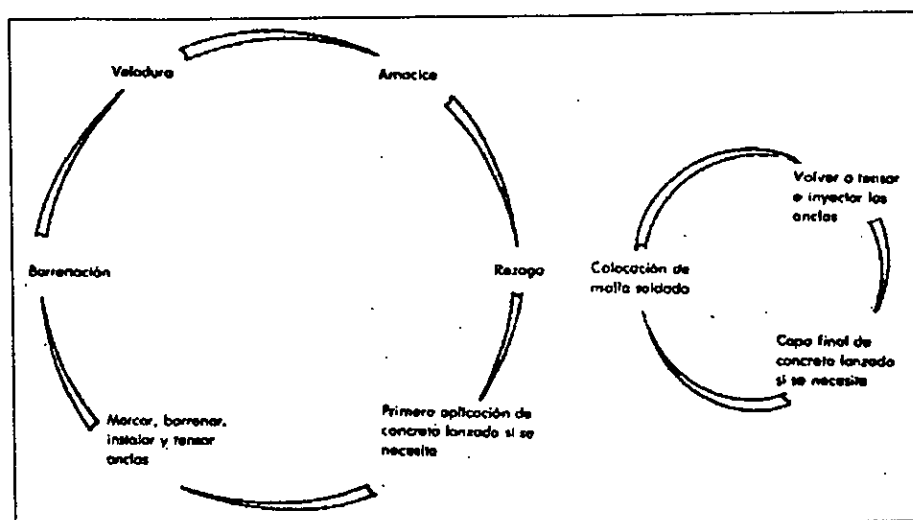 Voladura
Amacice
Rezaga
Primera aplicación de
concreto lanzado si se
necesita
Marcar, barrenar,
instalar y tensar
anclas
Barrenación
Colocación de
malla soldada
Volver a tensar
e inyectar las
anclas
Capa final de
concreto lanzado
si se necesita